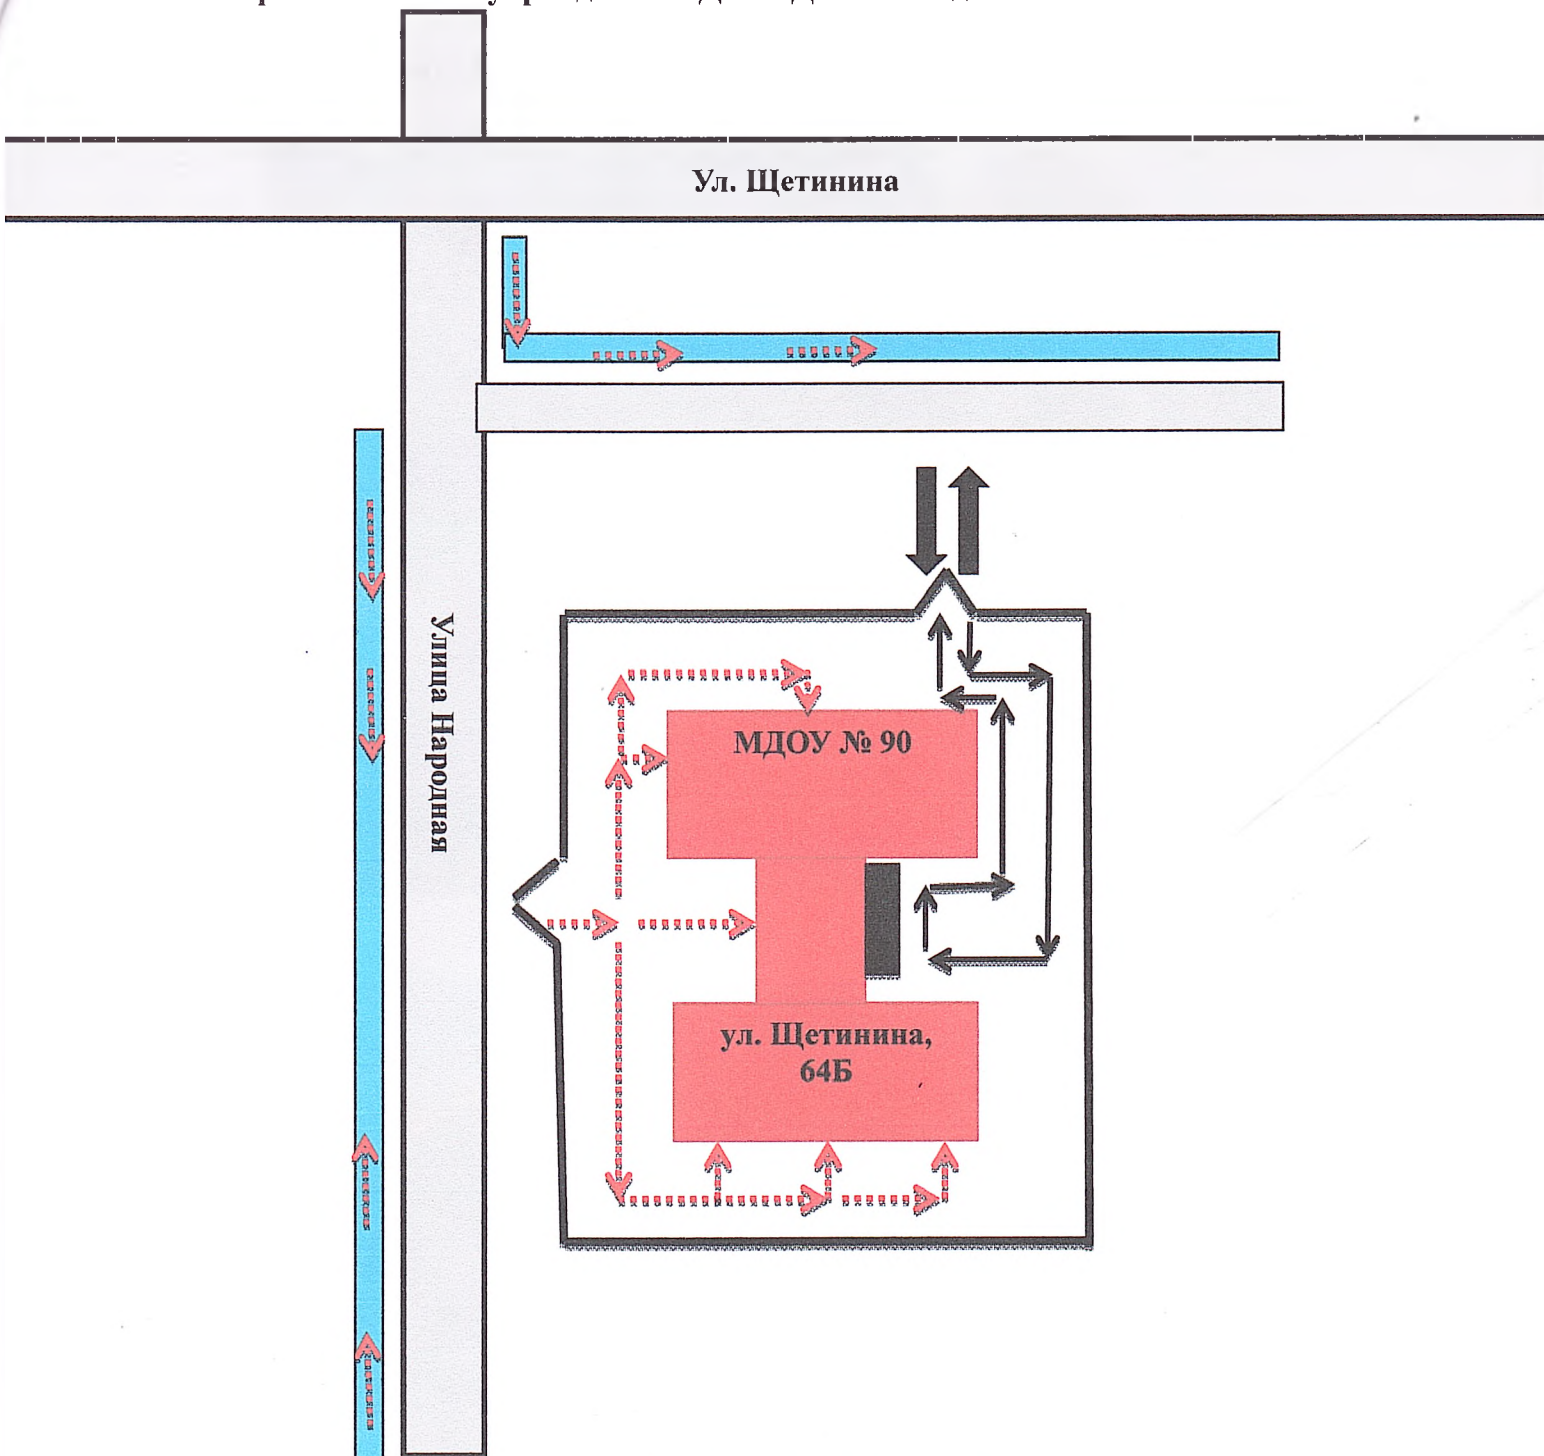 Ул. Щетинина
Улица Народная
МДОУ № 90
ул. Щетинина,
64Б